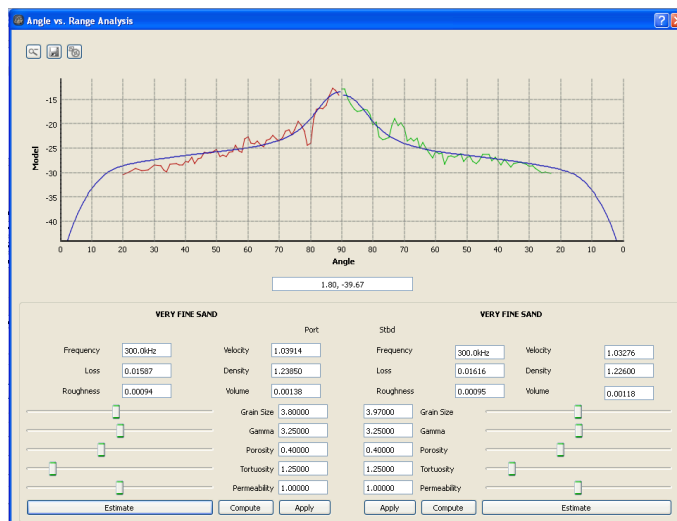 Angle vs. Range Analysis
-15
-20
-25
-30
-35
-40
Model
0 10 20 30 40 50 60 70 80 90 80 70 60 50 40 30 20 10 0
Angle
1.80, -39.67
VERY FINE SAND VERY FINE SAND
Port Stbd
Frequency 300.0kHz Velocity 1.03914 Frequency 300.0kHz Velocity 1.03276
Loss 0.01587 Density 1.23850 Loss 0.01616 Density 1.22600
Roughness 0.00094 Volume 0.00138 Roughness 0.00095 Volume 0.00118
Grain Size 3.80000 3.97000 Grain Size
Gamma 3.25000 3.25000 Gamma
Porosity 0.40000 0.40000 Porosity
Tortuosity 1.25000 1.25000 Tortuosity
Permeability 1.00000 1.00000 Permeability
Estimate Compute Apply Apply Compute Estimate